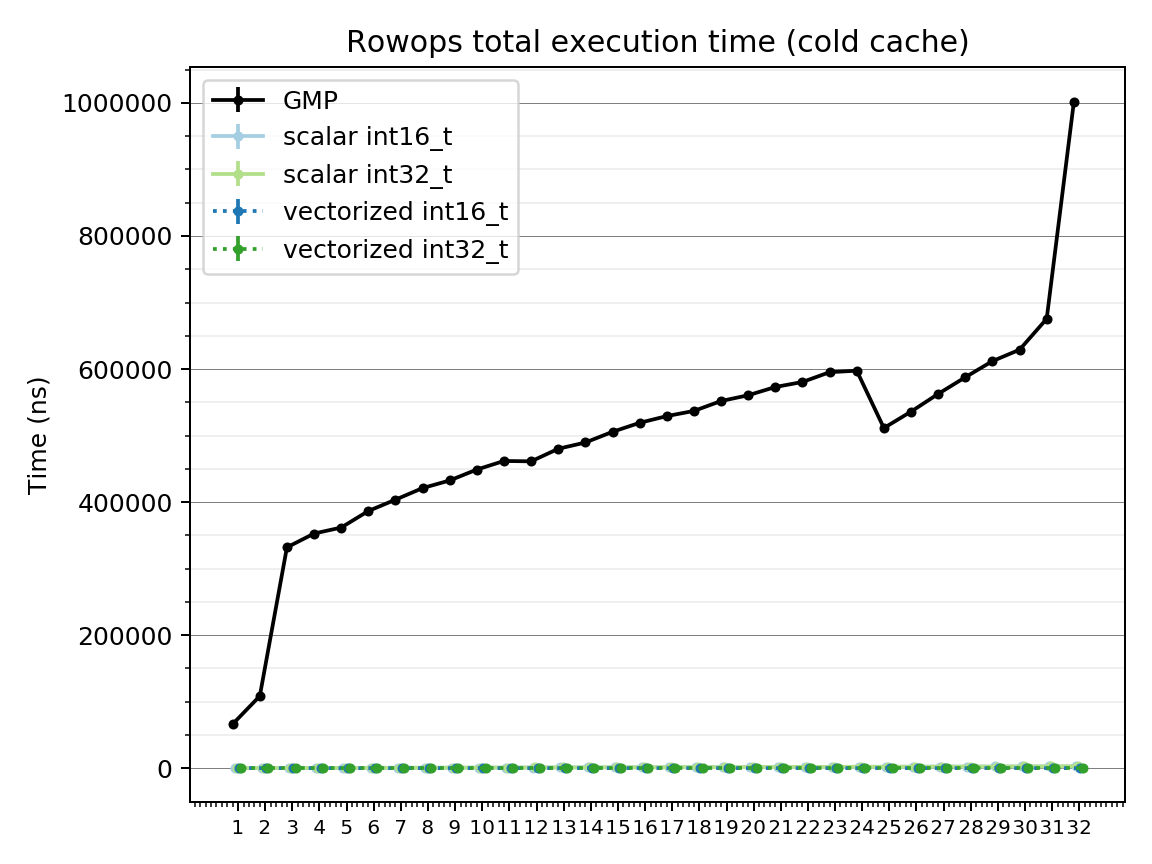 Rowops total execution time (cold cache)
GMP
scalar int16_t
scalar int32_t
vectorized int16_t
vectorized int32_t
Time (ns)
1000000
800000
600000
400000
200000
0
1 2 3 4 5 6 7 8 9 10 11 12 13 14 15 16 17 18 19 20 21 22 23 24 25 26 27 28 29 30 31 32